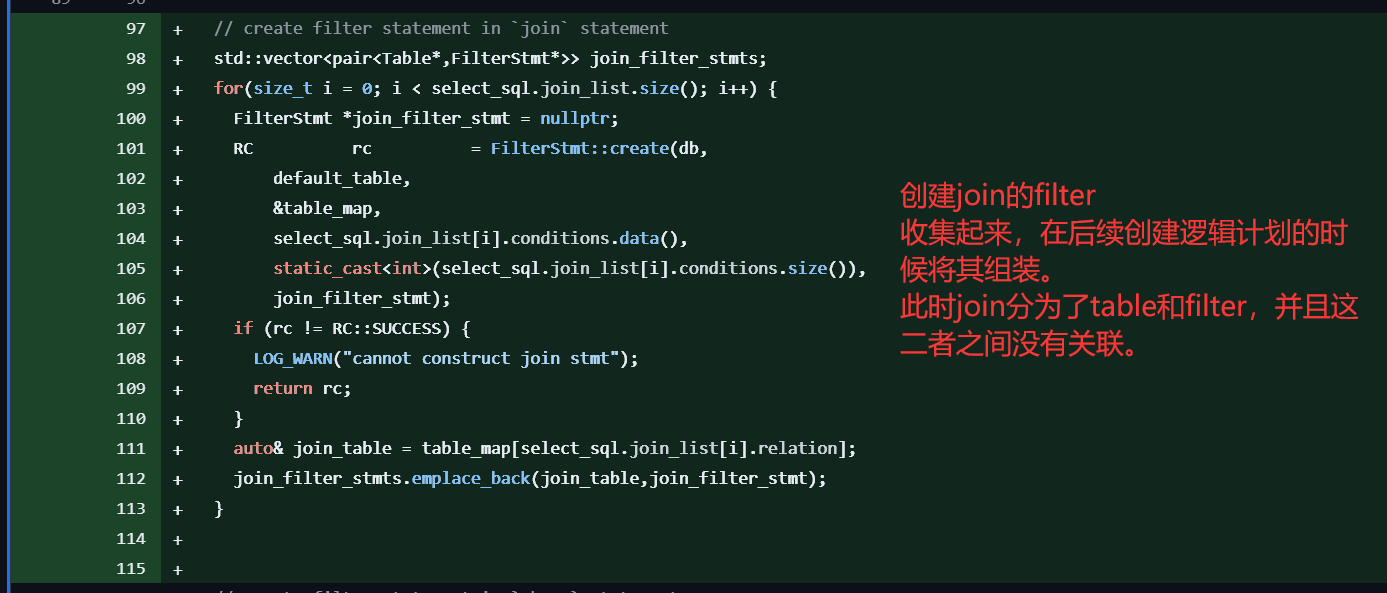 97 + // create filter statement in `join` statement
98 + std::vector<pair<Table*,FilterStmt*>> join_filter_stmts;
99 + for(size_t i = 0; i < select_sql.join_list.size(); i++) {
100 + FilterStmt *join_filter_stmt = nullptr;
101 + RC rc = FilterStmt::create(db,
102 + default_table,
103 + &table_map,
104 + select_sql.join_list[i].conditions.data(),
105 + static_cast<int>(select_sql.join_list[i].conditions.size()),
106 + join_filter_stmt);
107 + if (rc != RC::SUCCESS) {
108 + LOG_WARN("cannot construct join stmt");
109 + return rc;
110 + }
111 + auto& join_table = table_map[select_sql.join_list[i].relation];
112 + join_filter_stmts.emplace_back(join_table,join_filter_stmt);
113 + }
114 +
115 +
创建join的filter
收集起来，在后续创建逻辑计划的时
候将其组装。
此时join分为了table和filter，并且这
二者之间没有关联。